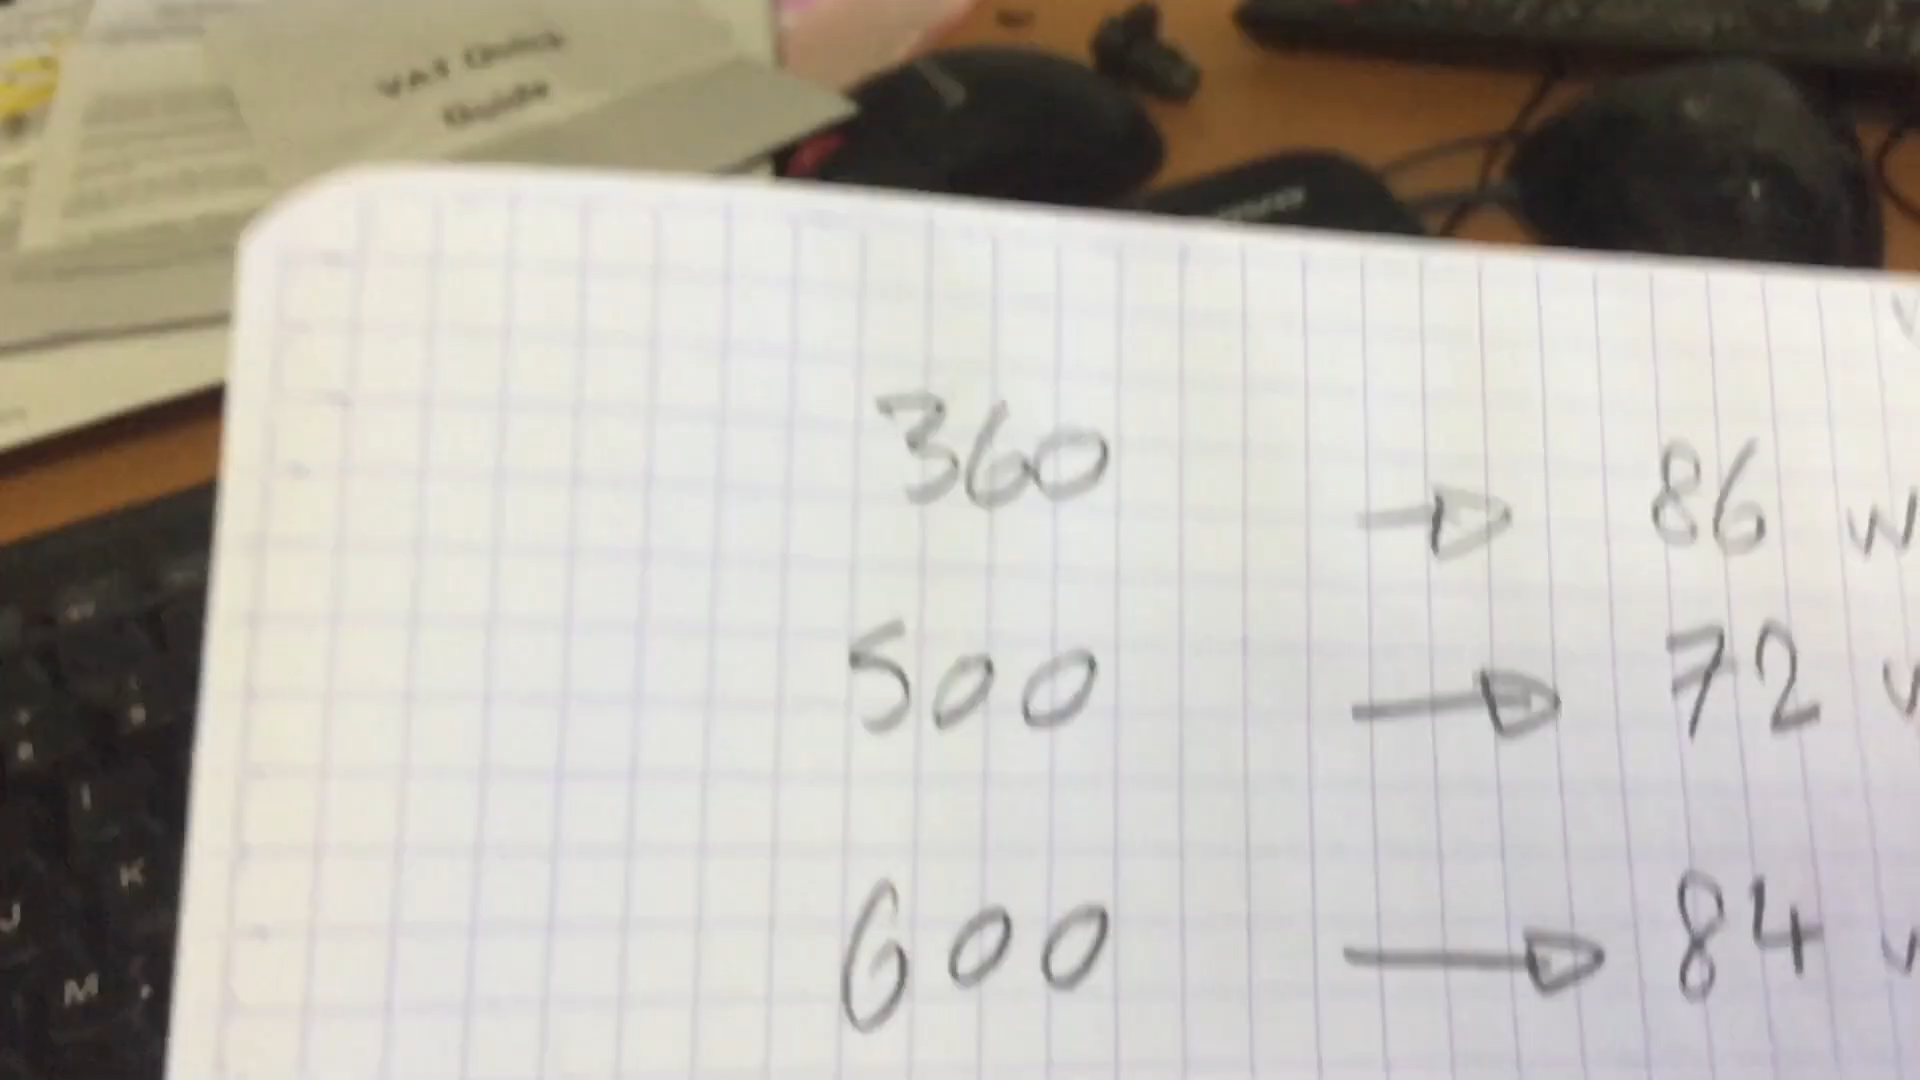 VAT Quick
Guide
360 → 86 W
500 → 72
600 → 84
K
J
M